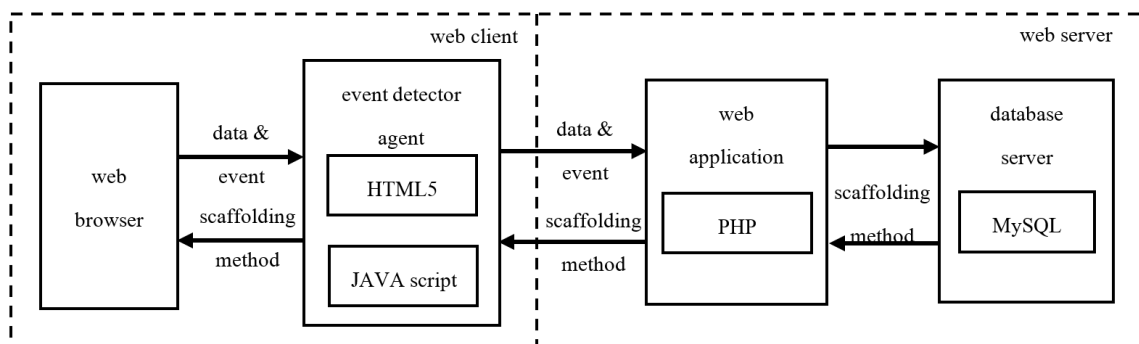 web client
web server
web
browser
data &
event
scaffolding
method
event detector
agent
HTML5
JAVA script
data &
event
scaffolding
method
web
application
PHP
scaffolding
method
database
server
MySQL